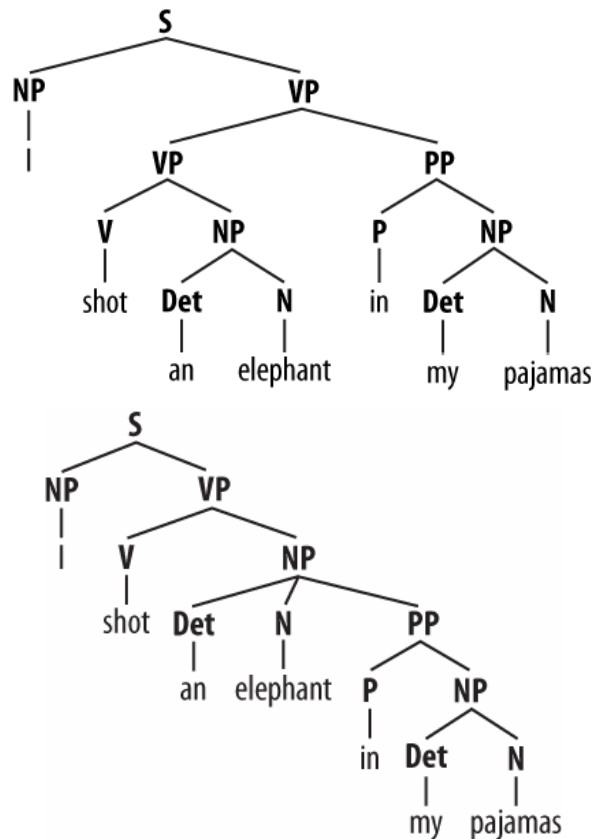 S
NP VP
I
VP PP
V NP P NP
shot Det N in Det N
an elephant my pajamas
S
NP VP
I V NP
shot Det N PP
an elephant P NP
in Det N
my pajamas